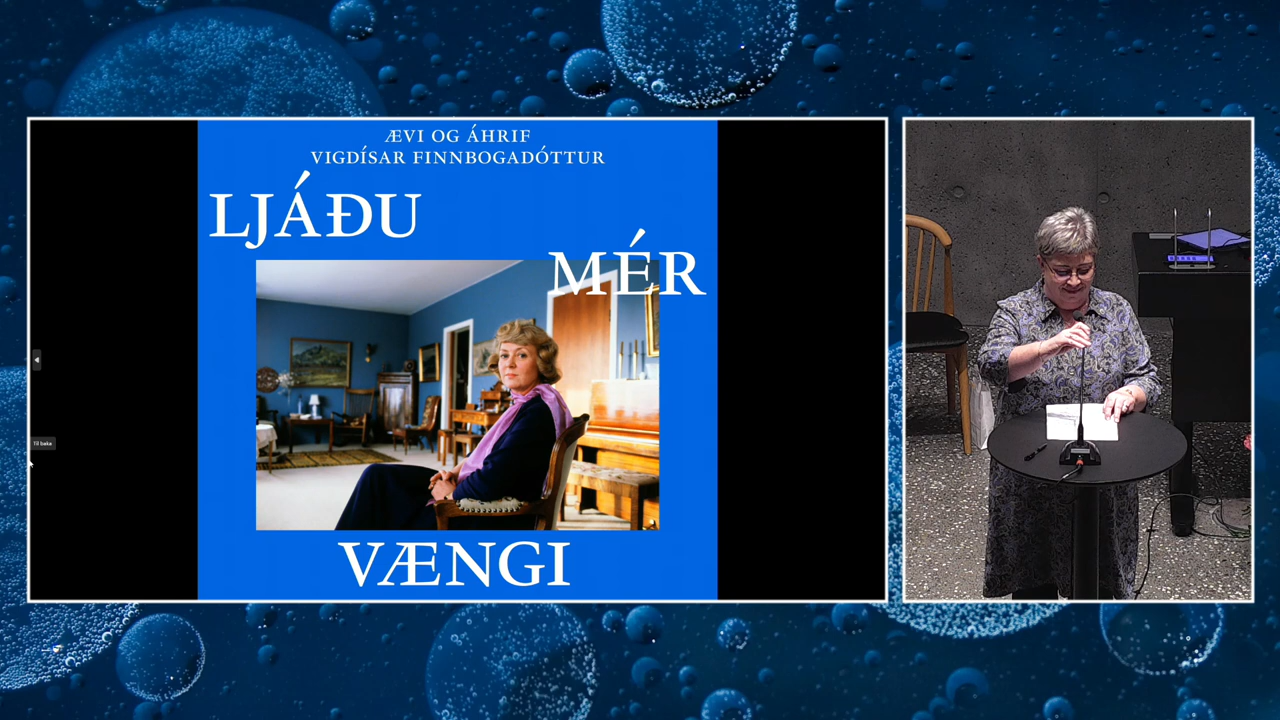 ÆVI OG ÁHRIF
VIGDÍSAR FINNBOGADÓTTUR
LJÁÐU
MÉR
VÆNGI
Til baka